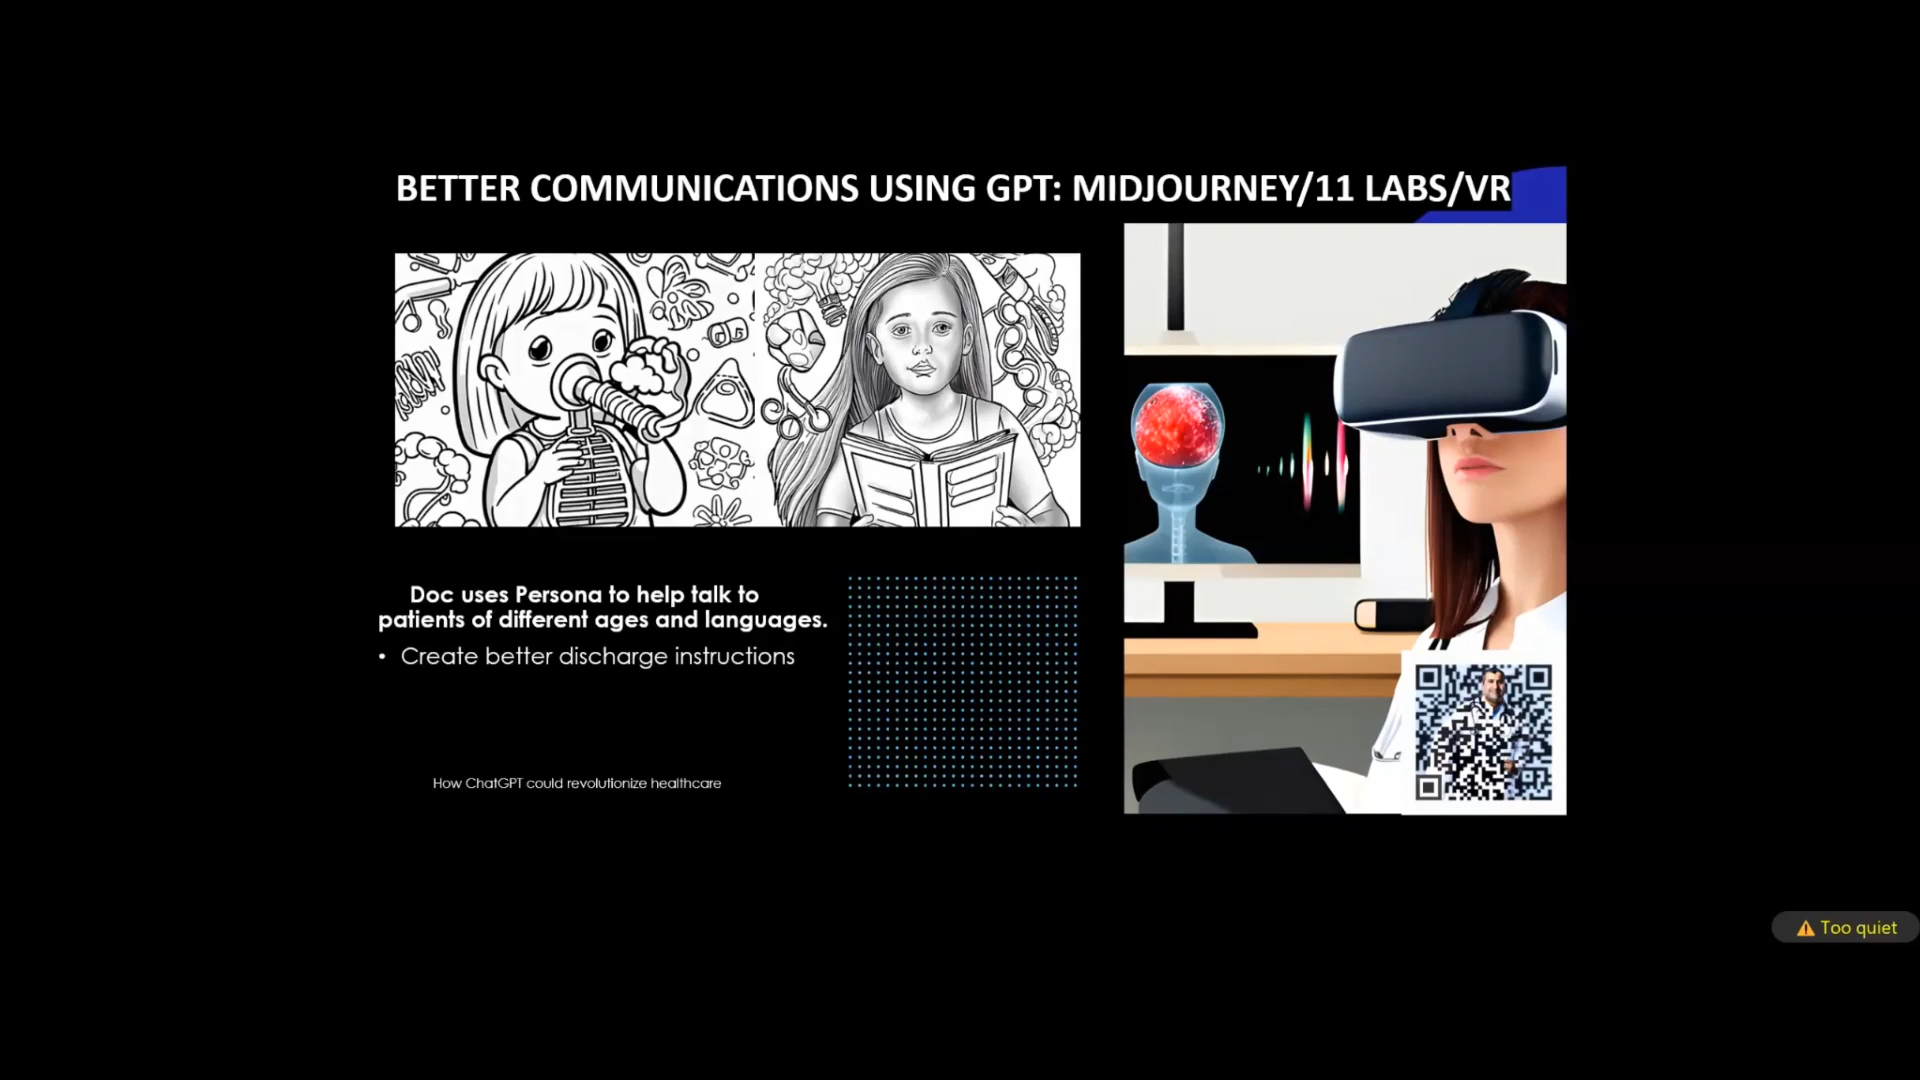 BETTER COMMUNICATIONS USING GPT: MIDJOURNEY/11 LABS/VR
Doc uses Persona to help talk to
patients of different ages and languages.
• Create better discharge instructions
How ChatGPT could revolutionize healthcare
Too quiet